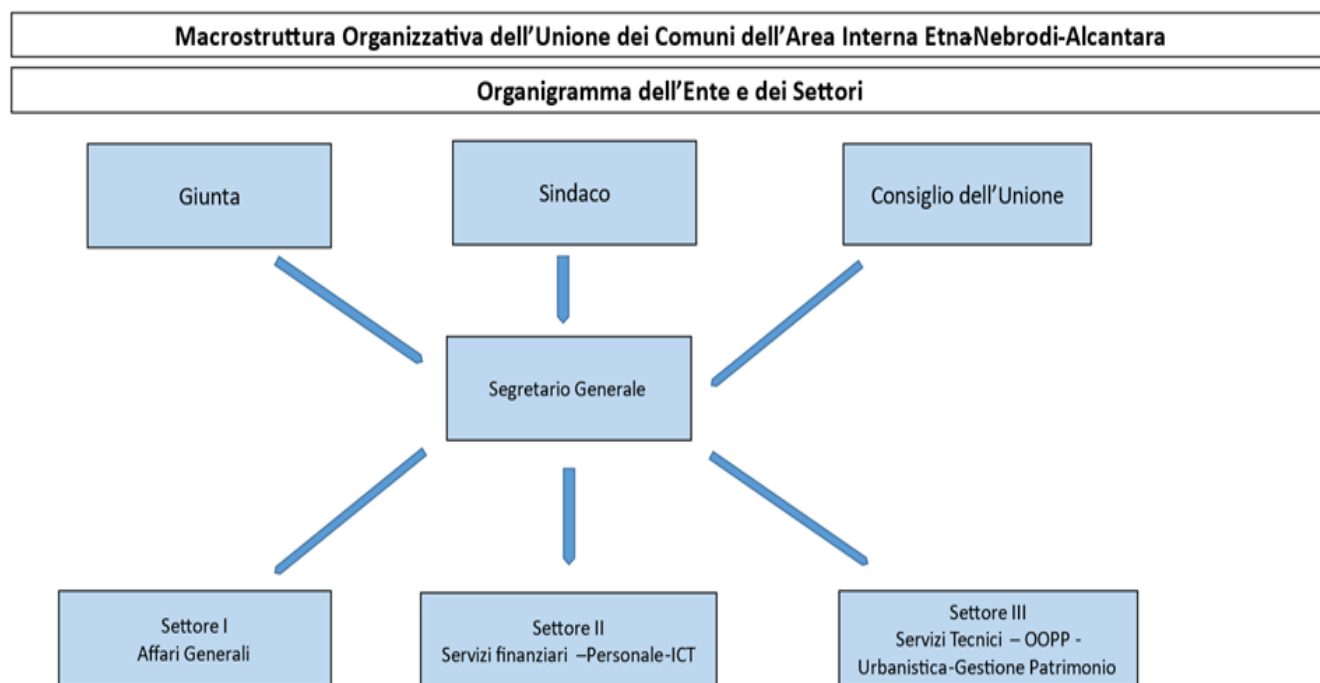 Macrostruttura Organizzativa dell'Unione dei Comuni dell'Area Interna Etna-Nebrodi-Alcantara
Organigramma dell'Ente e dei Settori
Giunta
Sindaco
Consiglio dell'Unione
Segretario Generale
Settore I
Affari Generali
Settore II
Servizi finanziari –Personale-ICT
Settore III
Servizi Tecnici – OOPP -
Urbanistica-Gestione Patrimonio